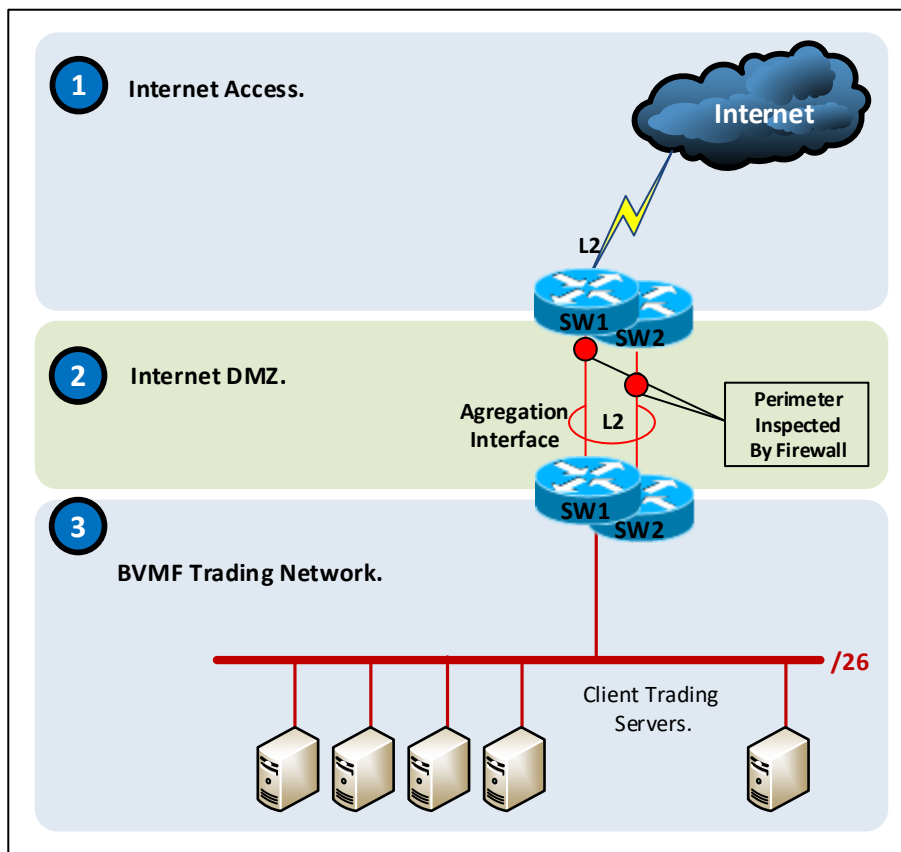 1
Internet Access.
Internet
L2
SW1
SW2
2
Internet DMZ.
Agregation
Interface
L2
Perimeter
Inspected
By Firewall
SW1
SW2
3
BVMF Trading Network.
/26
Client Trading
Servers.